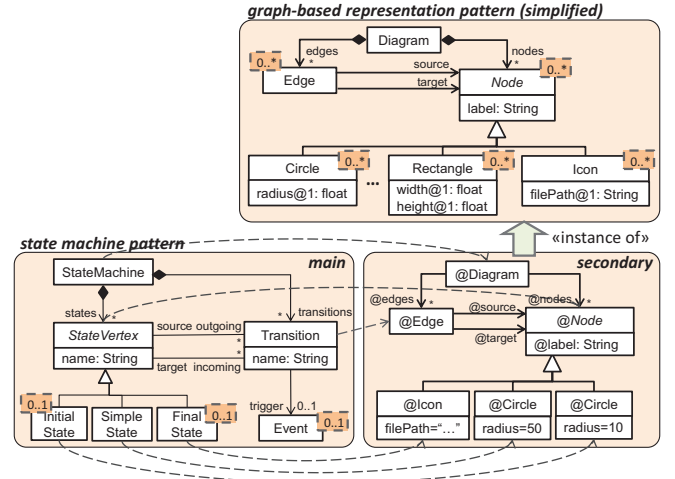 graph-based representation pattern (simplified)
Diagram
edges
nodes
0..*
*
source
*
0..*
Edge
target
Node
label: String
0..*
0..*
0..*
Circle
Rectangle
Icon
radius@1: float
...
width@1: float
filePath@1: String
height@1: float
«instance of»
state machine pattern
main
secondary
StateMachine
@Diagram
states
*
*
transitions
@edges
*
@source
@nodes
*
StateVertex
source outgoing
*
Transition
@Edge
@Node
name: String
*
name: String
@target
@label: String
target incoming
0..1
trigger
0..1
@Icon
@Circle
@Circle
Initial
State
Simple
State
Final
State
0..1
Event
0..1
filePath="…"
radius=50
radius=10